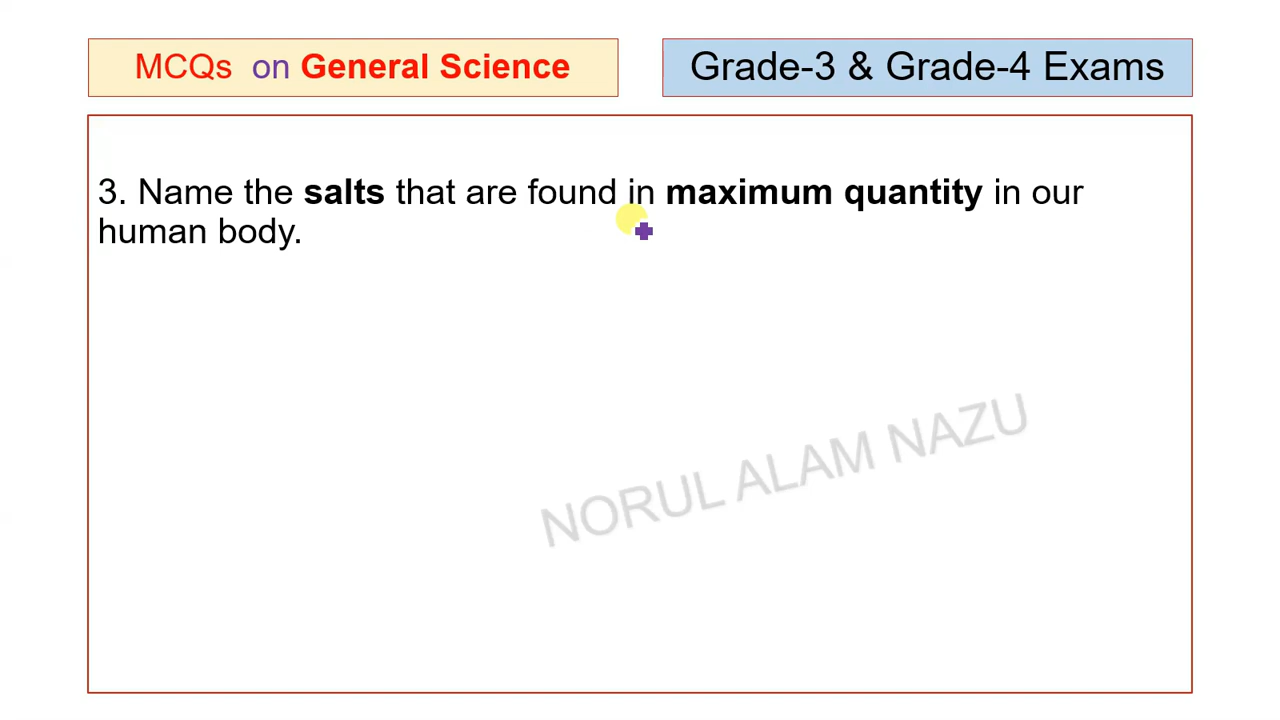 MCQs on General Science
Grade-3 & Grade-4 Exams
3. Name the salts that are found in maximum quantity in our
human body.
NORUL ALAM NAZU